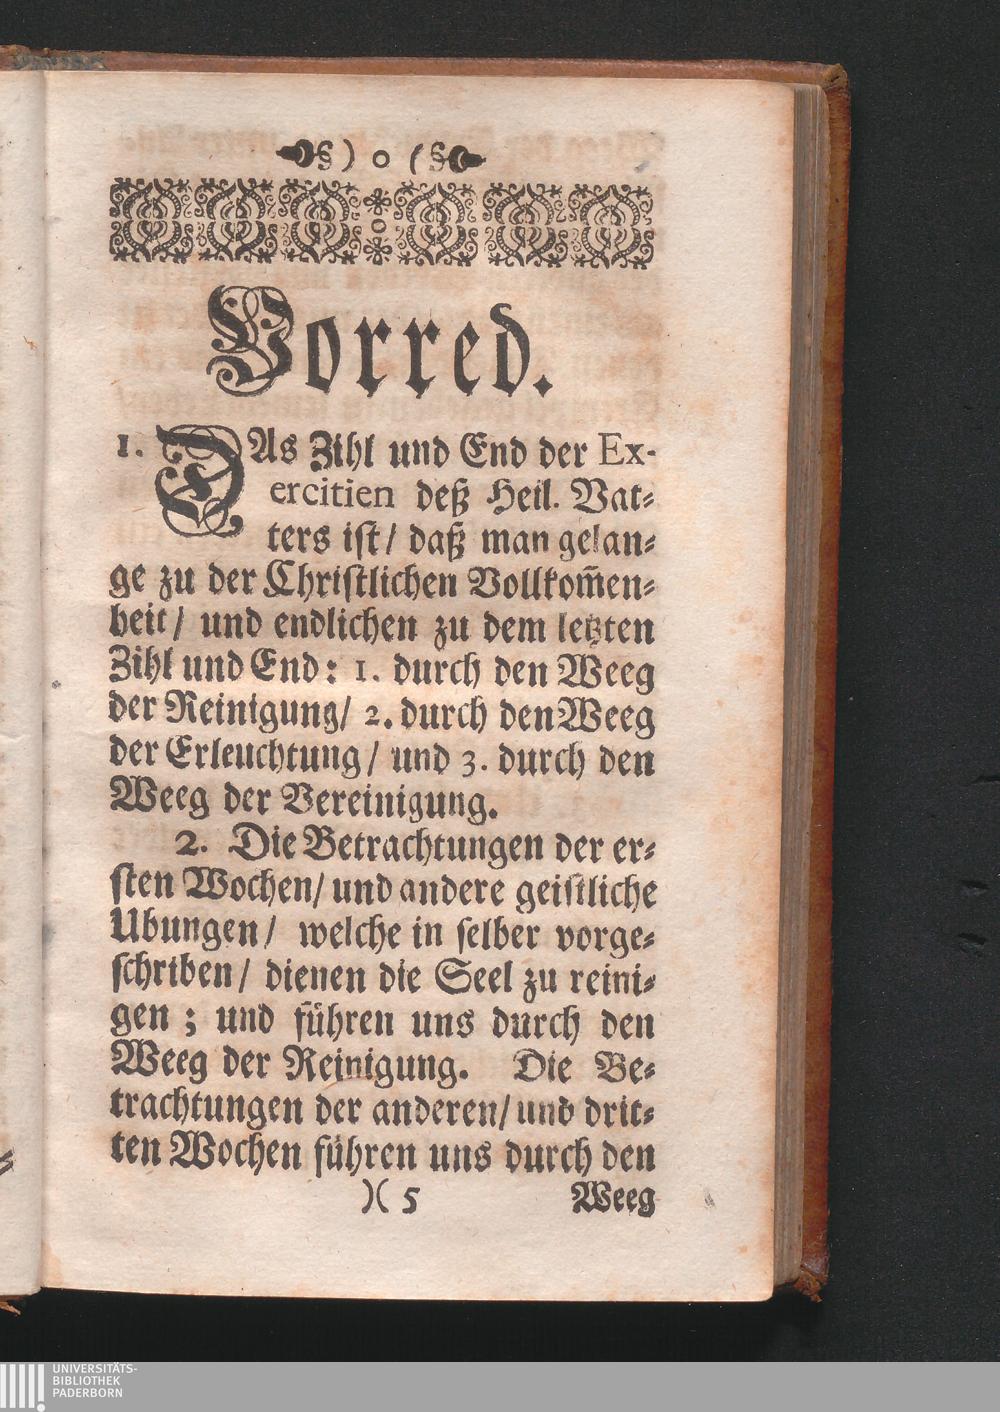 § ) o ( §
Vorred.
1. DAs Zihl und End der Ex-
ercitien deß Heil. Vat-
ters ist / daß man gelan-
ge zu der Christlichen Vollkom̃en-
heit / und endlichen zu dem letzten
Zihl und End: 1. durch den Weeg
der Reinigung / 2. durch den Weeg
der Erleuchtung / und 3. durch den
Weeg der Vereinigung.
2. Die Betrachtungen der er-
sten Wochen / und andere geistliche
Ubungen / welche in selber vorge-
schriben / dienen die Seel zu reini-
gen ; und führen uns durch den
Weeg der Reinigung. Die Be-
trachtungen der anderen / und drit-
ten Wochen führen uns durch den
)( 5 Weeg
UNIVERSITÄTS-
BIBLIOTHEK
PADERBORN